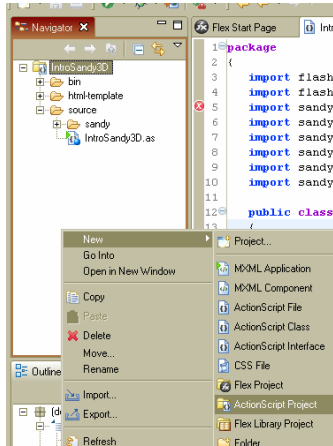 Navigator
IntroSandy3D
bin
html-template
source
sandy
IntroSandy3D.as
Flex Start Page
1 package
2 {
3 import flash
4 import flash
5 import sandy
6 import sandy
7 import sandy
8 import sandy
9 import sandy
10 import sandy
11
12 public class
13 {
New
Go Into
Open in New Window
Copy
Paste
Delete
Move...
Rename
Import...
Export...
Refresh
Project...
MXML Application
MXML Component
ActionScript File
ActionScript Class
ActionScript Interface
CSS File
Flex Project
ActionScript Project
Flex Library Project
Folder
Outline